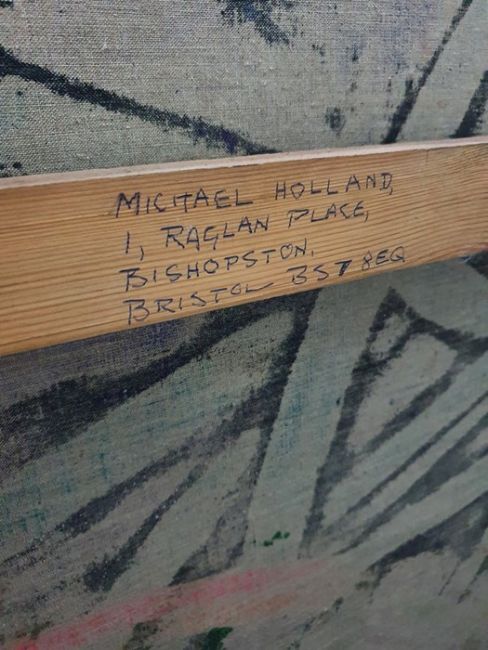 MICHAEL HOLLAND,
1, RAGLAN PLACE,
BISHOPSTON.
BRISTOL BS7 8EQ